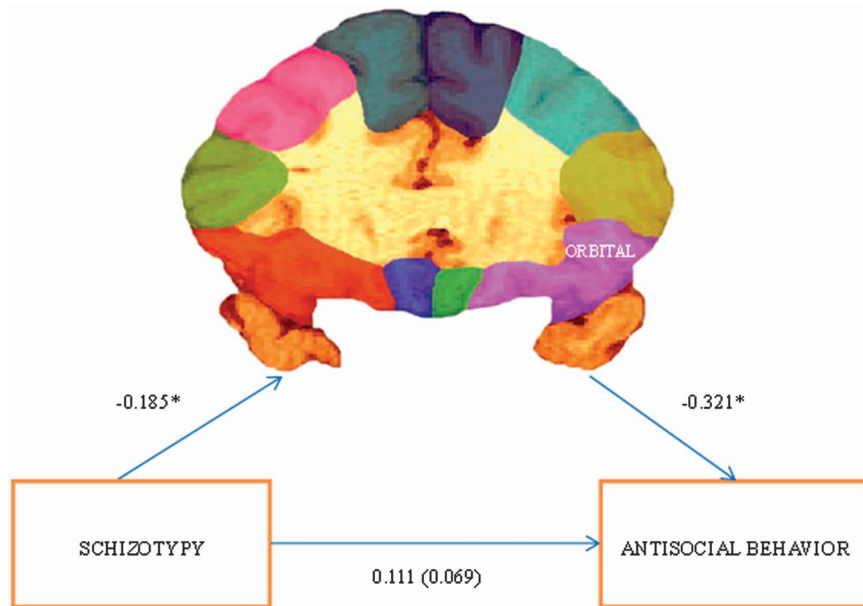 ORBITAL
-0.185*
-0.321*
SCHIZOTYPY
ANTISOCIAL BEHAVIOR
0.111 (0.069)